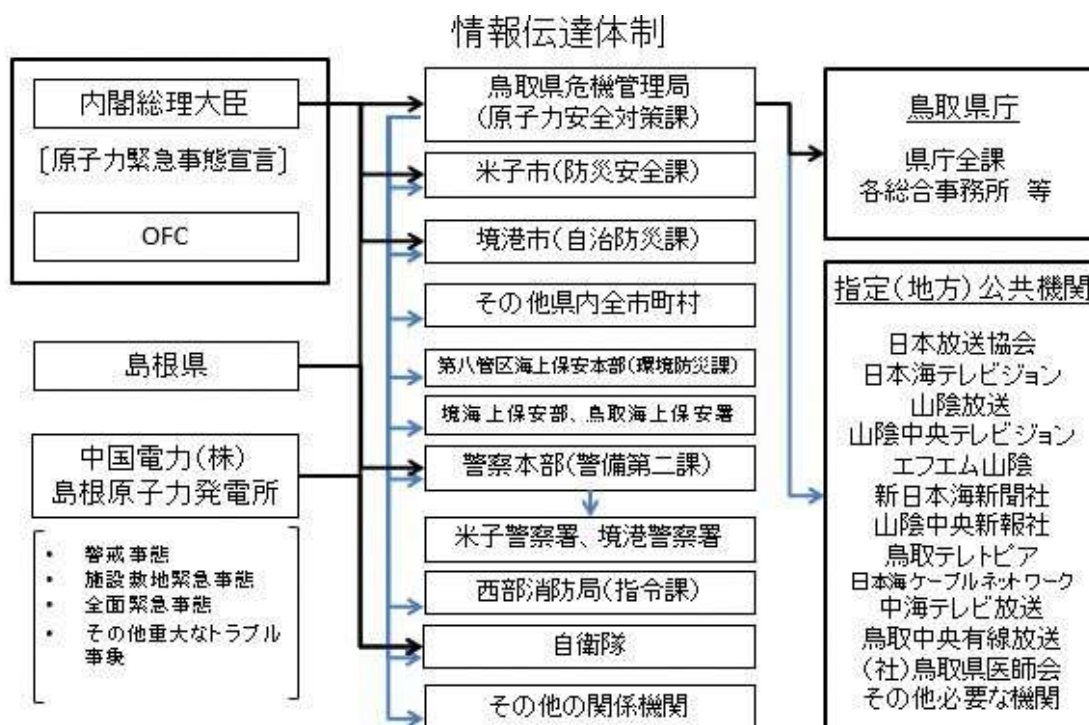 情報伝達体制
内閣総理大臣
[原子力緊急事態宣言]
OFC
島根県
中国電力(株)
島根原子力発電所
・ 警戒事態
・ 施設敷地緊急事態
・ 全面緊急事態
・ その他重大なトラブル
事象
鳥取県危機管理局
(原子力安全対策課)
米子市(防災安全課)
境港市(自治防災課)
その他県内全市町村
第八管区海上保安本部(環境防災課)
境海上保安部、鳥取海上保安署
警察本部(警備第二課)
米子警察署、境港警察署
西部消防局(指令課)
自衛隊
その他の関係機関
鳥取県庁
県庁全課
各総合事務所 等
指定(地方)公共機関
日本放送協会
日本海テレビジョン
山陰放送
山陰中央テレビジョン
エフエム山陰
新日本海新聞社
山陰中央新報社
鳥取テレトピア
日本海ケーブルネットワーク
中海テレビ放送
鳥取中央有線放送
(社)鳥取県医師会
その他必要な機関